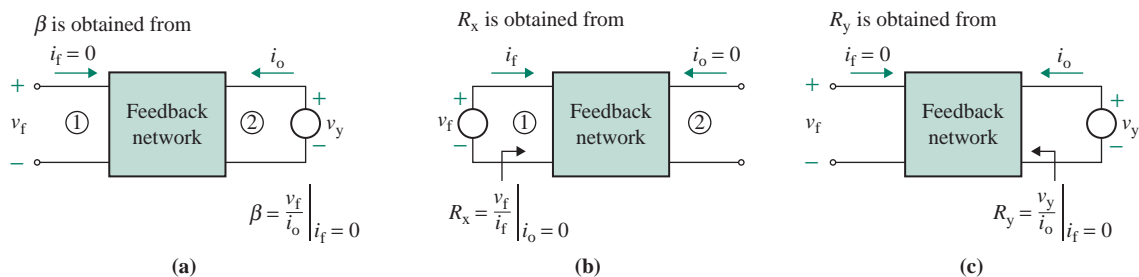 β is obtained from
i_f = 0
i_o
+
v_f
−
①
Feedback
network
②
+
v_y
−
β = v_f / i_o | i_f = 0
(a)
R_x is obtained from
i_f
i_o = 0
+
v_f
−
①
Feedback
network
②
R_x = v_f / i_f | i_o = 0
(b)
R_y is obtained from
i_f = 0
i_o
+
v_f
−
Feedback
network
+
v_y
−
R_y = v_y / i_o | i_f = 0
(c)